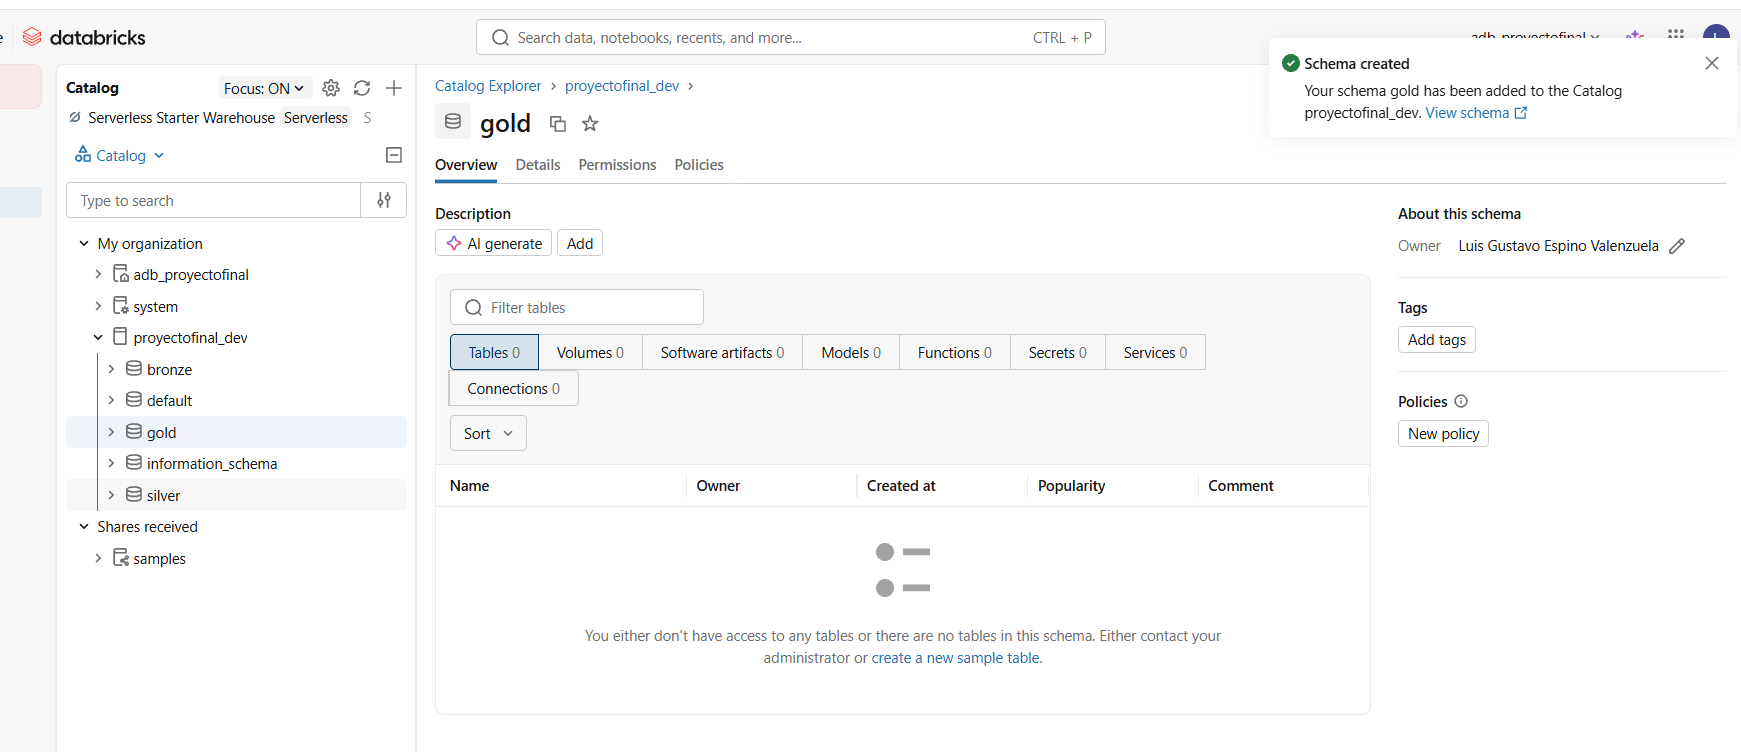 databricks
Search data, notebooks, recents, and more... CTRL + P
Schema created
Your schema gold has been added to the Catalog
proyectofinal_dev. View schema
Catalog Focus: ON
Serverless Starter Warehouse Serverless S
Catalog
Type to search
My organization
adb_proyectofinal
system
proyectofinal_dev
bronze
default
gold
information_schema
silver
Shares received
samples
Catalog Explorer > proyectofinal_dev >
gold
Overview Details Permissions Policies
Description
AI generate Add
Filter tables
Tables 0 Volumes 0 Software artifacts 0 Models 0 Functions 0 Secrets 0 Services 0
Connections 0
Sort
Name Owner Created at Popularity Comment
You either don't have access to any tables or there are no tables in this schema. Either contact your
administrator or create a new sample table.
About this schema
Owner Luis Gustavo Espino Valenzuela
Tags
Add tags
Policies
New policy